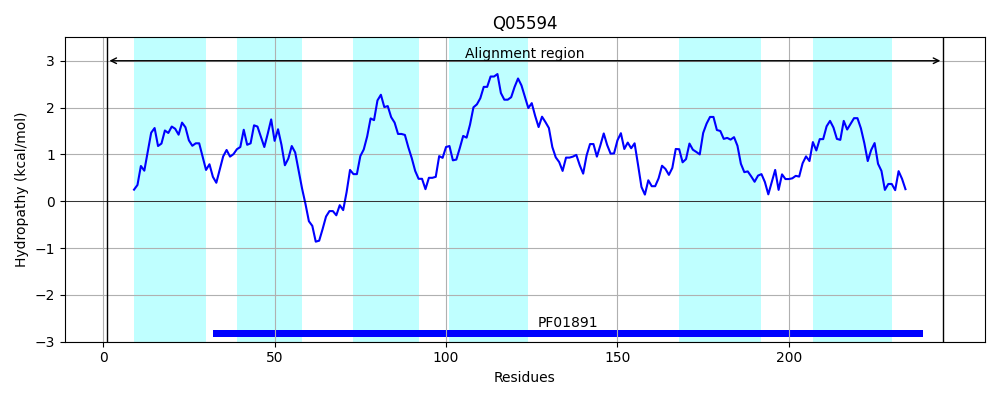 Q05594
Alignment region
Hydropathy (kcal/mol)
3
2
1
0
−1
−2
−3
PF01891
0
50
100
150
200
Residues